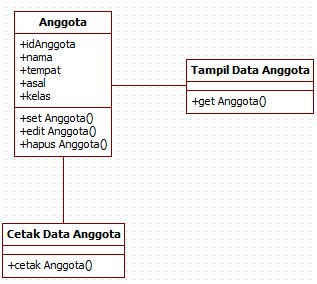 Anggota
+idAnggota
+nama
+tempat
+asal
+kelas
+set Anggota()
+edit Anggota()
+hapus Anggota()
Tampil Data Anggota
+get Anggota()
Cetak Data Anggota
+cetak Anggota()